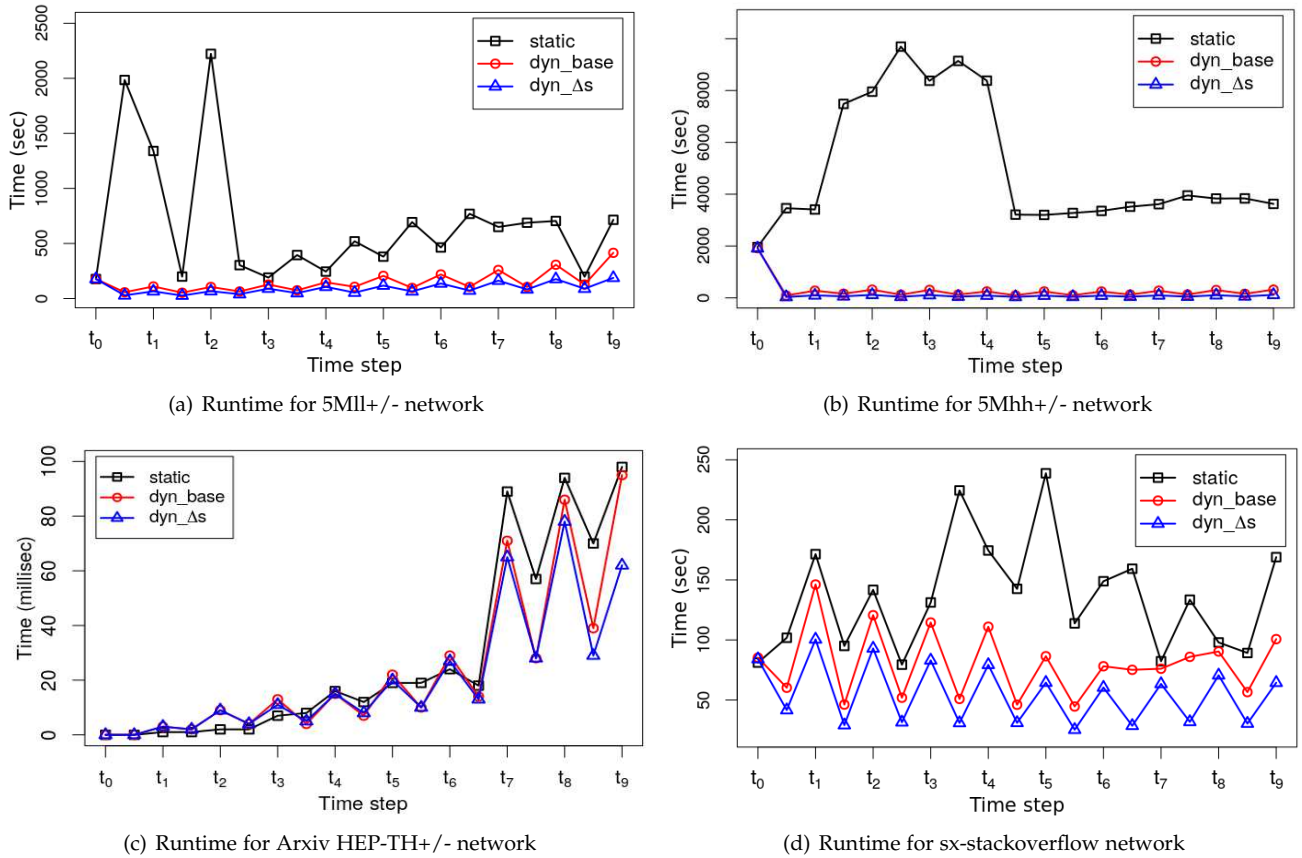 2500
2000
1500
1000
500
0
Time (sec)
static
dyn_base
dyn_Δs
t0 t1 t2 t3 t4 t5 t6 t7 t8 t9
Time step
(a) Runtime for 5Mll+/- network
8000
6000
4000
2000
0
Time (sec)
static
dyn_base
dyn_Δs
t0 t1 t2 t3 t4 t5 t6 t7 t8 t9
Time step
(b) Runtime for 5Mhh+/- network
100
80
60
40
20
0
Time (millisec)
static
dyn_base
dyn_Δs
t0 t1 t2 t3 t4 t5 t6 t7 t8 t9
Time step
(c) Runtime for Arxiv HEP-TH+/- network
250
200
150
100
50
Time (sec)
static
dyn_base
dyn_Δs
t0 t1 t2 t3 t4 t5 t6 t7 t8 t9
Time step
(d) Runtime for sx-stackoverflow network